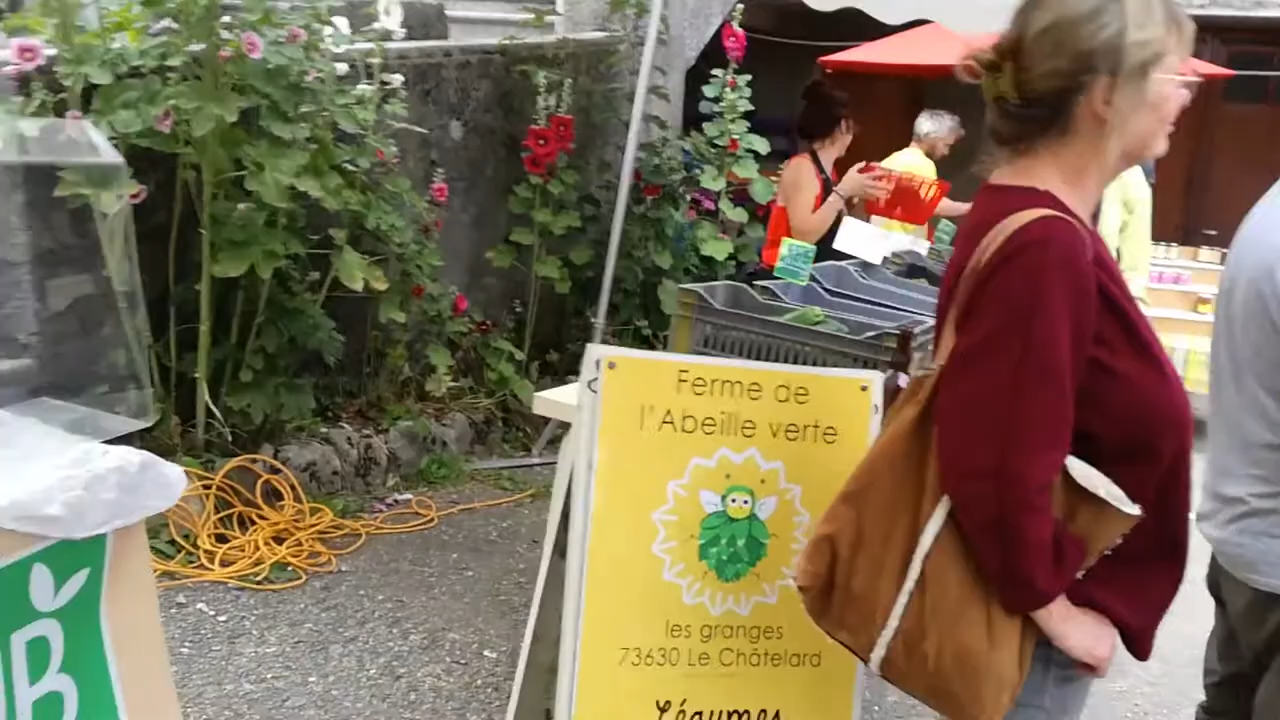 Ferme de
l'Abeille verte
les granges
73630 Le Châtelard
Légumes
B